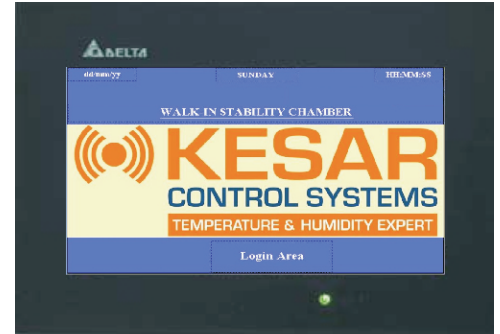 DELTA
dd/mm/yy SUNDAY HH:MM:SS
WALK IN STABILITY CHAMBER
KESAR
CONTROL SYSTEMS
TEMPERATURE & HUMIDITY EXPERT
Login Area